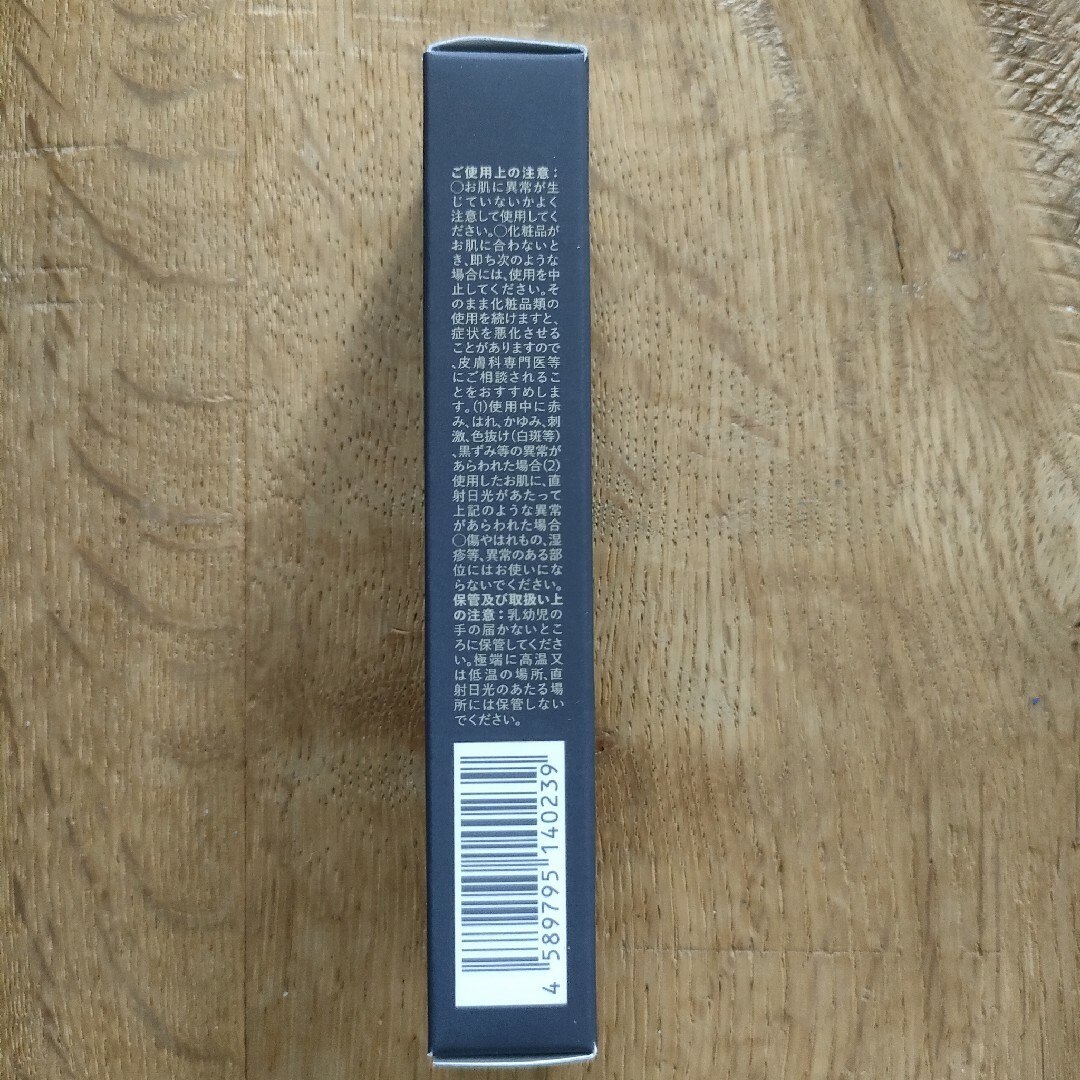 ご使用上の注意：
○お肌に異常が生
じていないかよく
注意して使用してく
ださい。○化粧品が
お肌に合わないと
き、即ち次のような
場合には、使用を中
止してください。そ
のまま化粧品類の
使用を続けますと、
症状を悪化させる
ことがありますので
、皮膚科専門医等
にご相談されるこ
とをおすすめしま
す。(1)使用中に赤
み、はれ、かゆみ、刺
激、色抜け(白斑等)
、黒ずみ等の異常が
あらわれた場合(2)
使用したお肌に、直
射日光があたって
上記のような異常
があらわれた場合
○傷やはれもの、湿
疹等、異常のある部
位にはお使いにな
らないでください。
保管及び取扱い上
の注意：乳幼児の
手の届かないとこ
ろに保管してくださ
い。極端に高温又
は低温の場所、直
射日光のあたる場
所には保管しない
でください。
4 589795 140239